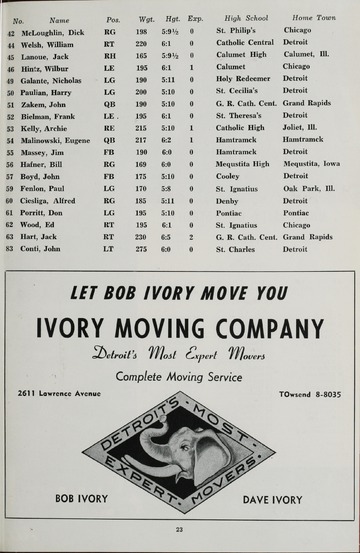 No. Name Pos. Wgt. Hgt. Exp. High School Home Town
42 McLoughlin, Dick RG 198 5:9½ 0 St. Philip's Chicago
44 Welsh, William RT 220 6:1 0 Catholic Central Detroit
45 Lanoue, Jack RH 165 5:9½ 0 Calumet High Calumet, Ill.
46 Hintz, Wilbur LE 195 6:1 0 Calumet Chicago
49 Galante, Nicholas LG 190 5:11 0 Holy Redeemer Detroit
50 Paulian, Harry LG 200 5:10 0 St. Cecilia's Detroit
51 Zakem, John QB 190 5:10 0 G. R. Cath. Cent. Grand Rapids
52 Bielman, Frank LE 195 6:1 0 St. Theresa's Detroit
53 Kelly, Archie RE 215 5:10 1 Catholic High Joliet, Ill.
54 Malinowski, Eugene QB 217 6:2 1 Hamtramck Hamtramck
55 Massey, Jim FB 190 6:0 0 Hamtramck Detroit
56 Hafner, Bill RG 169 6:0 0 Mequstita High Mequstita, Iowa
57 Boyd, John FB 175 5:10 0 Cooley Detroit
59 Fenlon, Paul LG 170 5:8 0 St. Ignatius Oak Park, Ill.
60 Ciesliga, Alfred RG 185 5:11 0 Denby Detroit
61 Porritt, Don LG 195 5:10 0 Pontiac Pontiac
62 Wood, Ed RT 195 6:1 0 St. Ignatius Chicago
63 Hart, Jack RT 230 6:5 2 G. R. Cath. Cent. Grand Rapids
83 Conti, John LT 275 6:0 0 St. Charles Detroit
LET BOB IVORY MOVE YOU
IVORY MOVING COMPANY
Detroit's Most Expert Movers
Complete Moving Service
2611 Lawrence Avenue TOwsend 8-8035
DETROIT'S · MOST ·
EXPERT · MOVERS ·
BOB IVORY DAVE IVORY
23